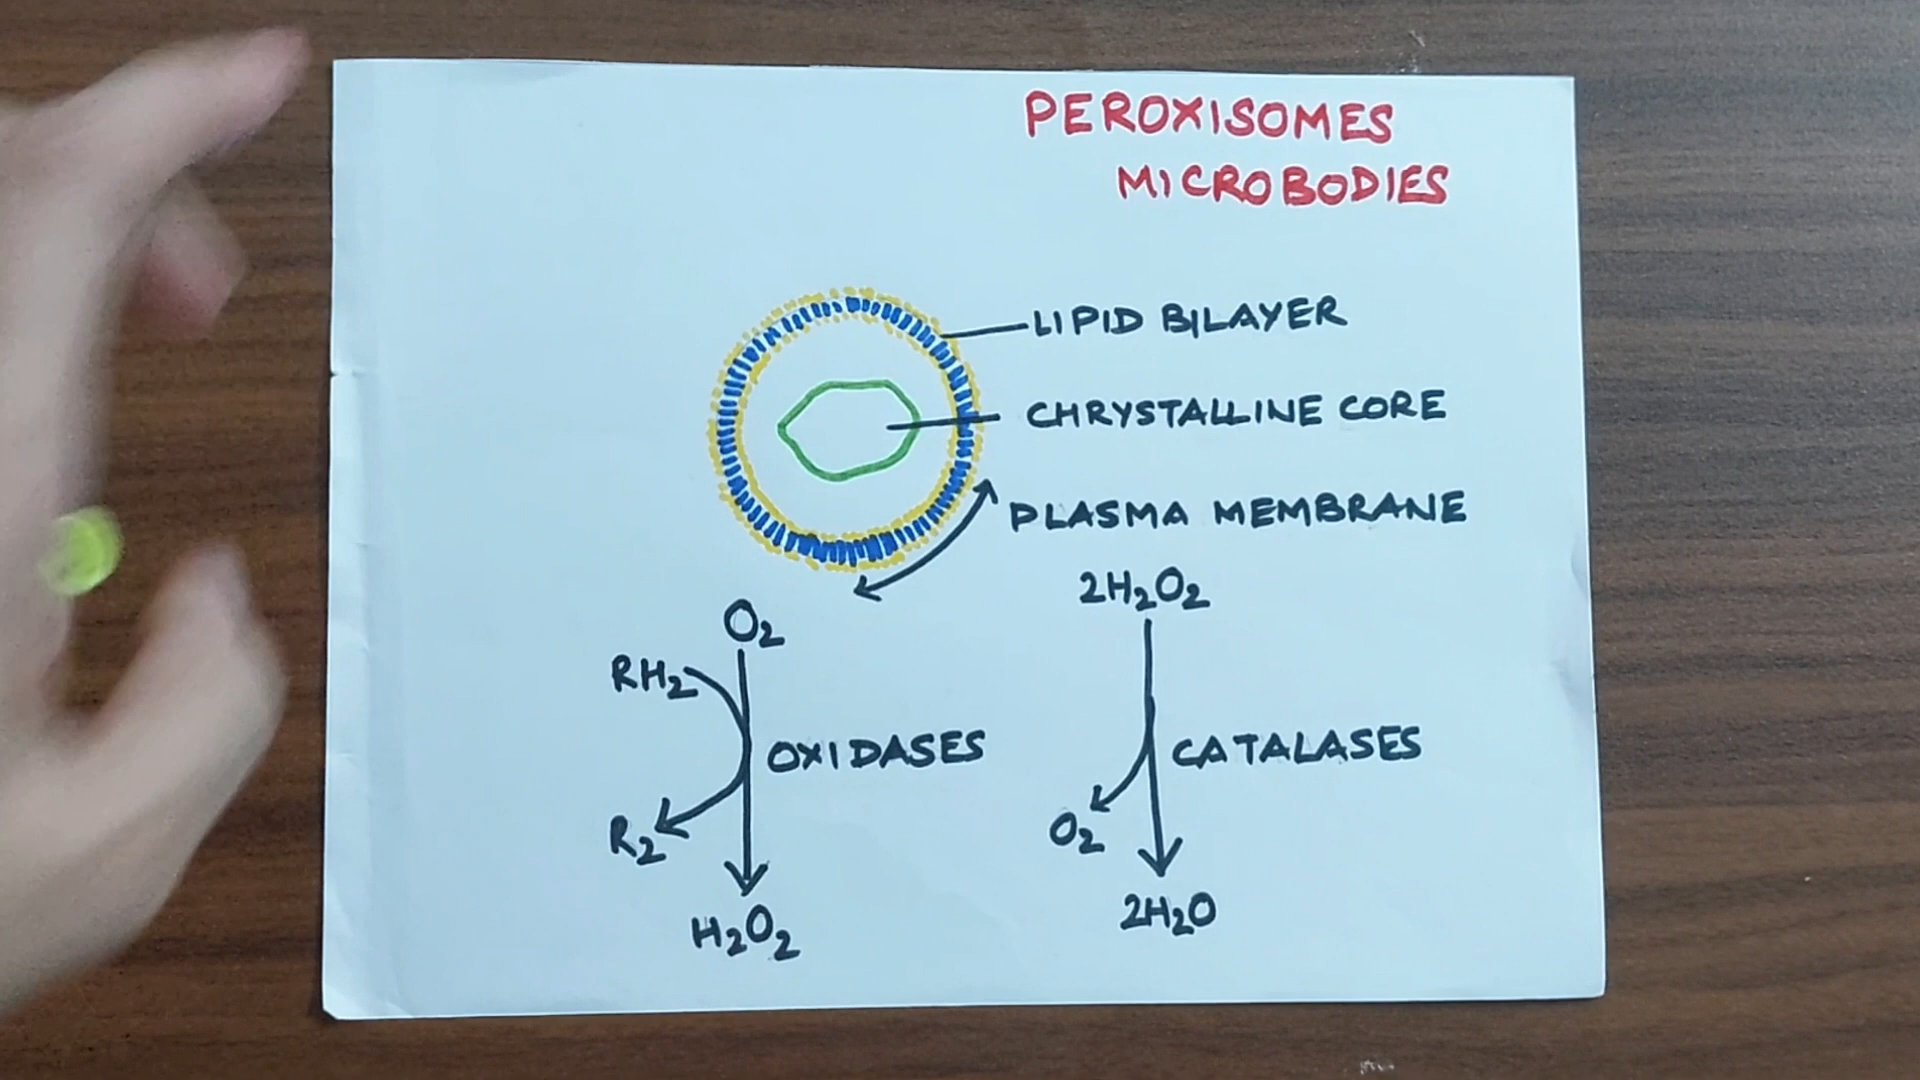 PEROXISOMES
MICROBODIES
LIPID BILAYER
CHRYSTALLINE CORE
PLASMA MEMBRANE
O2
RH2
OXIDASES
R2
H2O2
2H2O2
CATALASES
O2
2H2O